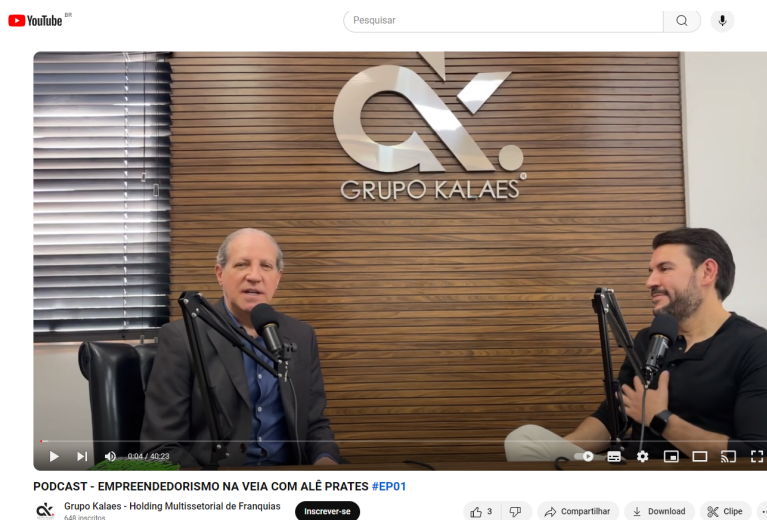 YouTube BR
Pesquisar
GRUPO KALAES
0:04 / 40:23
PODCAST - EMPREENDEDORISMO NA VEIA COM ALÊ PRATES #EP01
Grupo Kalaes - Holding Multissetorial de Franquias
648 inscritos
Inscrever-se
3
Compartilhar
Download
Clipe